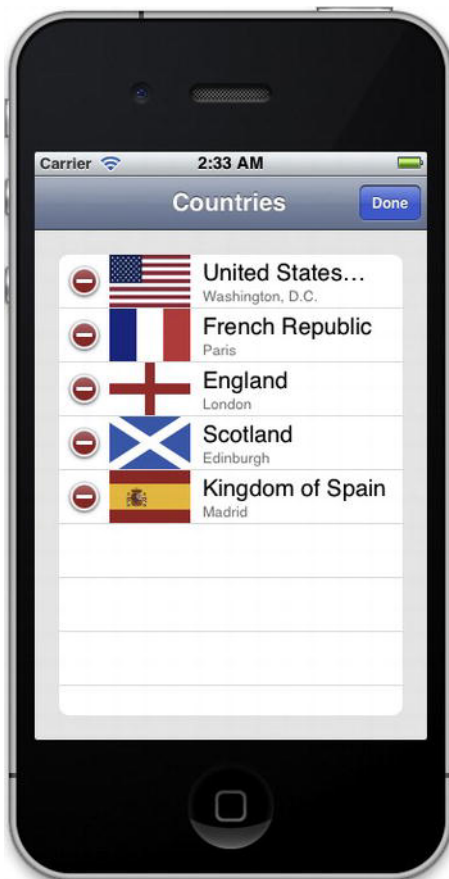 Carrier 2:33 AM
Countries Done
United States...
Washington, D.C.
French Republic
Paris
England
London
Scotland
Edinburgh
Kingdom of Spain
Madrid